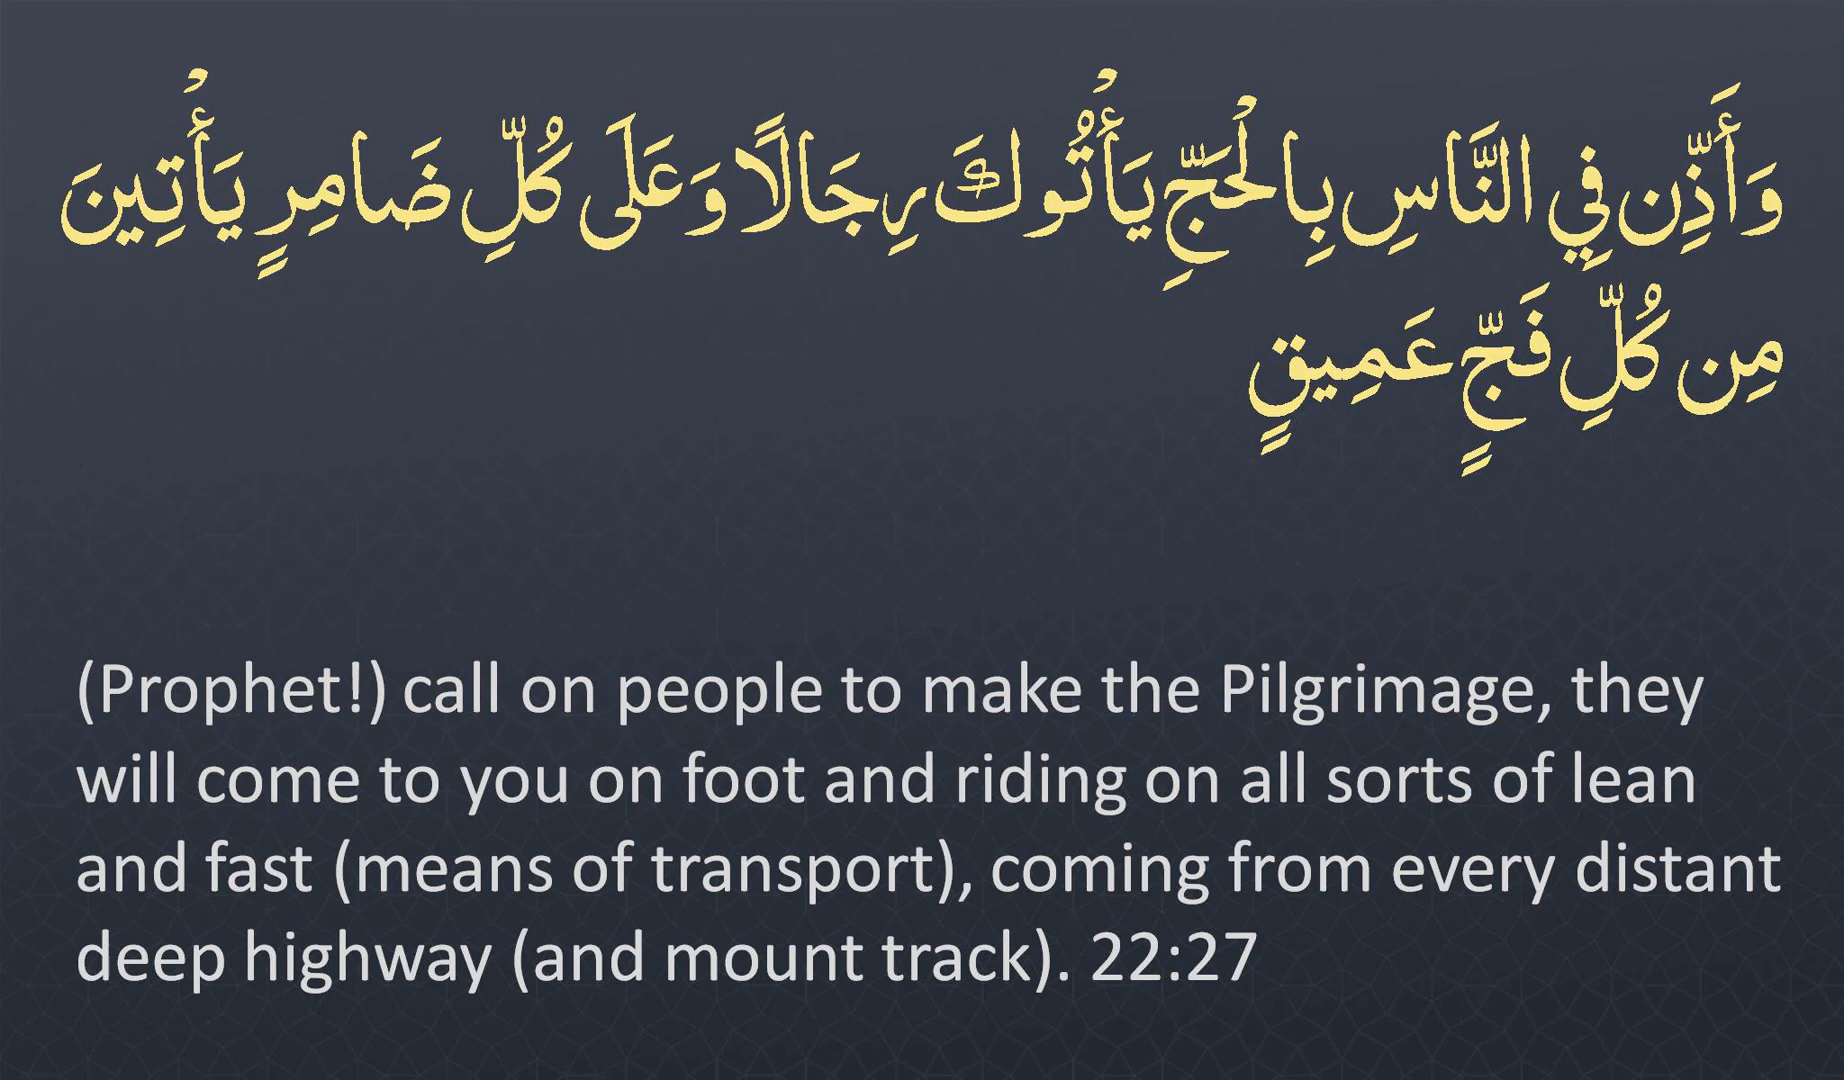 وَأَذِّن فِي النَّاسِ بِالْحَجِّ يَأْتُوكَ رِجَالًا وَعَلَى كُلِّ ضَامِرٍ يَأْتِينَ
مِن كُلِّ فَجٍّ عَمِيقٍ
(Prophet!) call on people to make the Pilgrimage, they
will come to you on foot and riding on all sorts of lean
and fast (means of transport), coming from every distant
deep highway (and mount track). 22:27